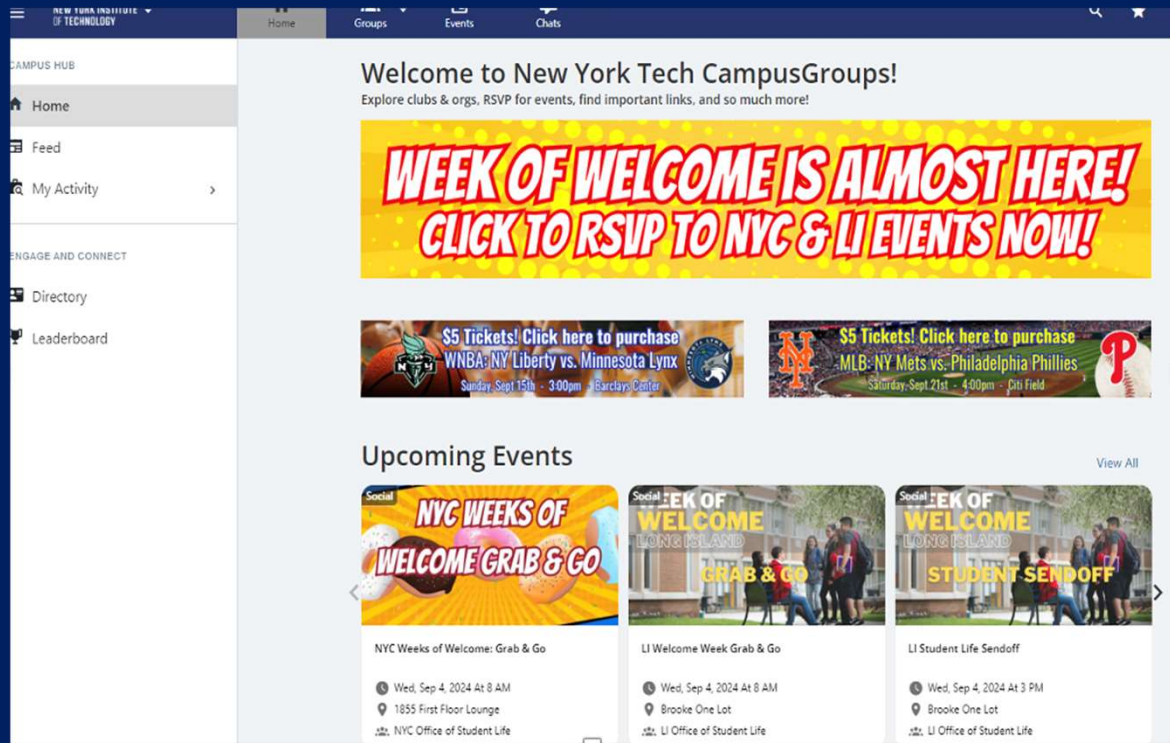 NEW YORK INSTITUTE
OF TECHNOLOGY
Home
Groups
Events
Chats
CAMPUS HUB
Home
Feed
My Activity
ENGAGE AND CONNECT
Directory
Leaderboard
Welcome to New York Tech CampusGroups!
Explore clubs & orgs, RSVP for events, find important links, and so much more!
WEEK OF WELCOME IS ALMOST HERE!
CLICK TO RSVP TO NYC & LI EVENTS NOW!
$5 Tickets! Click here to purchase
WNBA: NY Liberty vs. Minnesota Lynx
Sunday, Sept 15th - 3:00pm - Barclays Center
$5 Tickets! Click here to purchase
MLB: NY Mets vs. Philadelphia Phillies
Saturday, Sept 21st - 4:00pm - Citi Field
Upcoming Events
View All
Social
NYC WEEKS OF
WELCOME GRAB & GO
NYC Weeks of Welcome: Grab & Go
Wed, Sep 4, 2024 At 8 AM
1855 First Floor Lounge
NYC Office of Student Life
Social
WEEK OF
WELCOME
LONG ISLAND
GRAB & GO
LI Welcome Week Grab & Go
Wed, Sep 4, 2024 At 8 AM
Brooke One Lot
LI Office of Student Life
Social
WEEK OF
WELCOME
LONG ISLAND
STUDENT SENDOFF
LI Student Life Sendoff
Wed, Sep 4, 2024 At 3 PM
Brooke One Lot
LI Office of Student Life